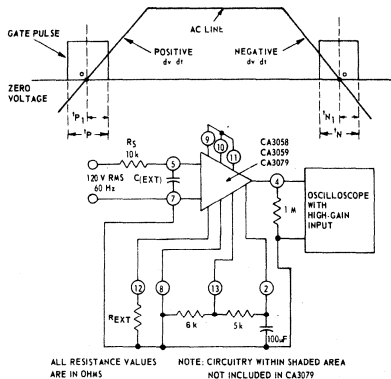 GATE PULSE
AC LINE
POSITIVE
dv dt
NEGATIVE
dv dt
ZERO
VOLTAGE
tP1
tP
tN1
tN
RS
10k
120 V RMS
60 Hz
C(EXT)
5
7
9
10
11
CA3058
CA3059
CA3079
4
1 M
OSCILLOSCOPE
WITH
HIGH-GAIN
INPUT
12
8
13
2
REXT
6 k
5 k
100µF
ALL RESISTANCE VALUES
ARE IN OHMS
NOTE: CIRCUITRY WITHIN SHADED AREA
NOT INCLUDED IN CA3079